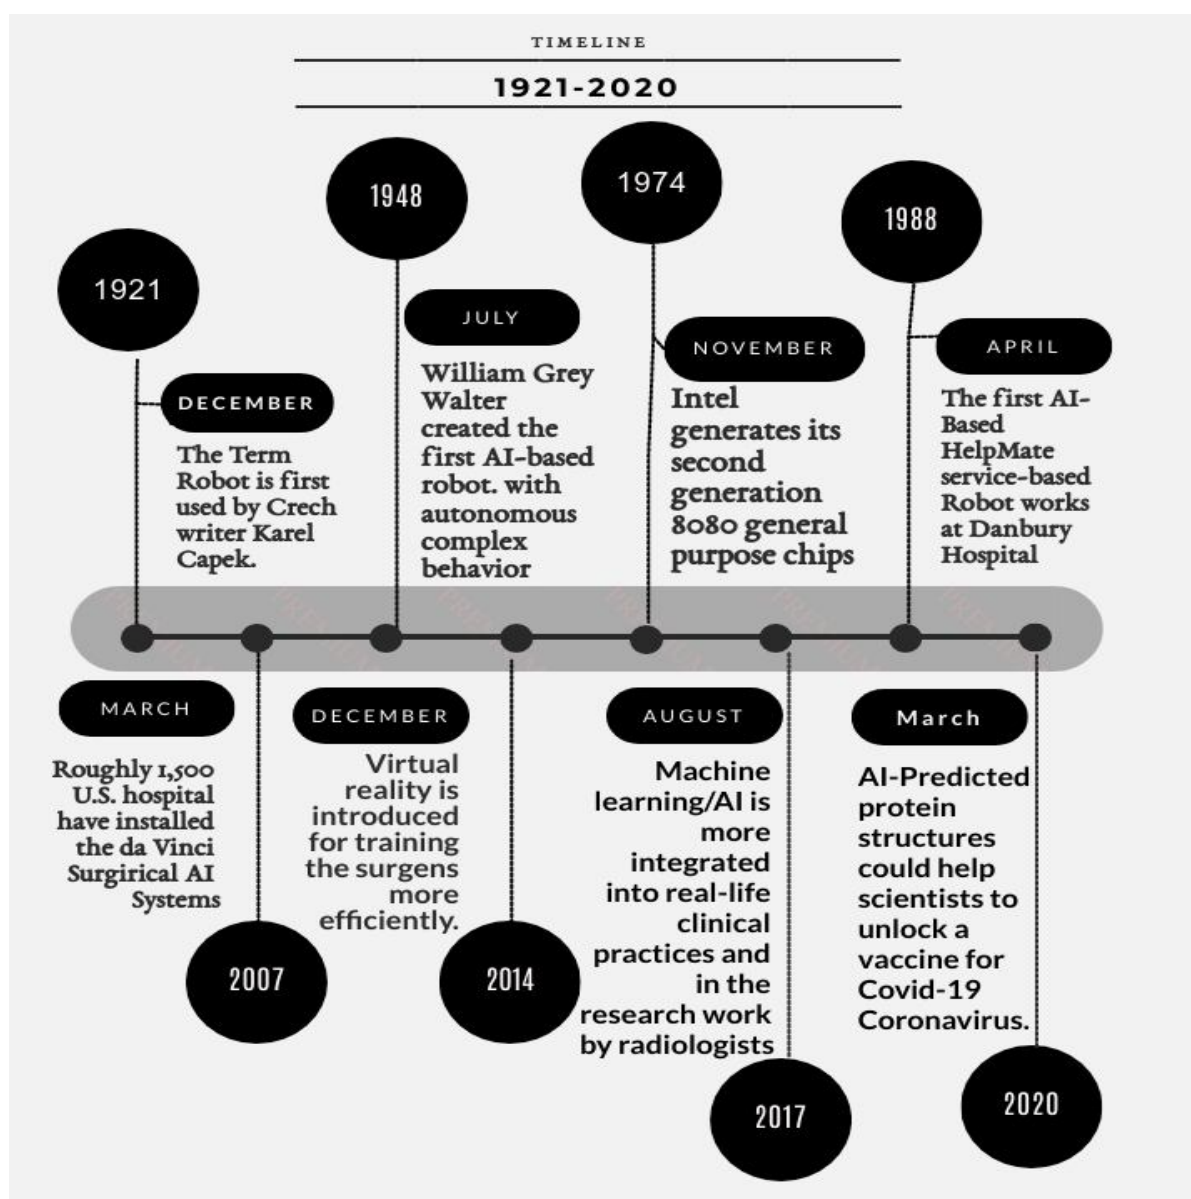 TIMELINE
1921-2020
1921
DECEMBER
The Term
Robot is first
used by Crech
writer Karel
Capek.
1948
JULY
William Grey
Walter
created the
first AI-based
robot. with
autonomous
complex
behavior
1974
NOVEMBER
Intel
generates its
second
generation
8080 general
purpose chips
1988
APRIL
The first AI-
Based
HelpMate
service-based
Robot works
at Danbury
Hospital
PREMIUM
PREMIUM
PREMIUM
PREMIUM
PREMIUM
PREMIUM
MARCH
Roughly 1,500
U.S. hospital
have installed
the da Vinci
Surgirical AI
Systems
2007
DECEMBER
Virtual
reality is
introduced
for training
the surgens
more
efficiently.
2014
AUGUST
Machine
learning/AI is
more
integrated
into real-life
clinical
practices and
in the
research work
by radiologists
2017
March
AI-Predicted
protein
structures
could help
scientists to
unlock a
vaccine for
Covid-19
Coronavirus.
2020